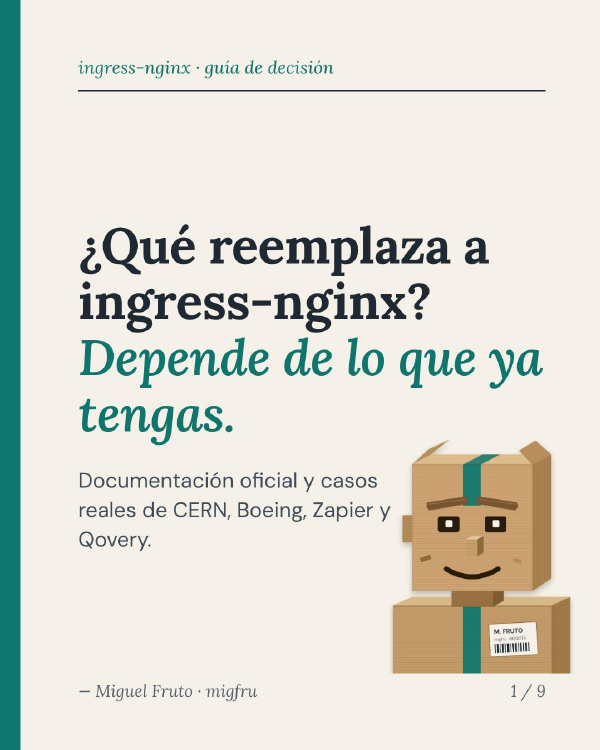 ingress-nginx · guía de decisión
¿Qué reemplaza a
ingress-nginx?
Depende de lo que ya
tengas.
Documentación oficial y casos
reales de CERN, Boeing, Zapier y
Qovery.
M. FRUTO
— Miguel Fruto · migfru
1 / 9